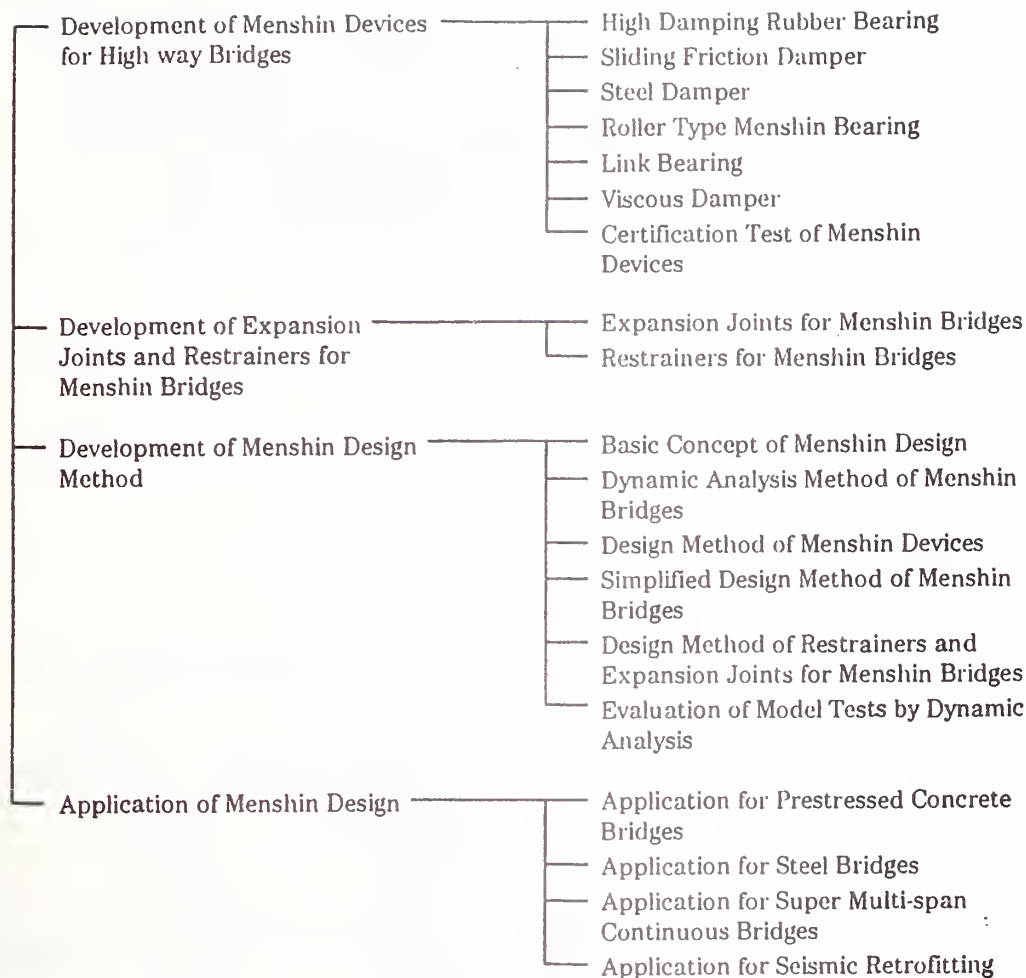 Development of Menshin Devices
for High way Bridges
High Damping Rubber Bearing
Sliding Friction Damper
Steel Damper
Roller Type Menshin Bearing
Link Bearing
Viscous Damper
Certification Test of Menshin
Devices
Development of Expansion
Joints and Restrainers for
Menshin Bridges
Expansion Joints for Menshin Bridges
Restrainers for Menshin Bridges
Development of Menshin Design
Method
Basic Concept of Menshin Design
Dynamic Analysis Method of Menshin
Bridges
Design Method of Menshin Devices
Simplified Design Method of Menshin
Bridges
Design Method of Restrainers and
Expansion Joints for Menshin Bridges
Evaluation of Model Tests by Dynamic
Analysis
Application of Menshin Design
Application for Prestressed Concrete
Bridges
Application for Steel Bridges
Application for Super Multi-span
Continuous Bridges
Application for Seismic Retrofitting